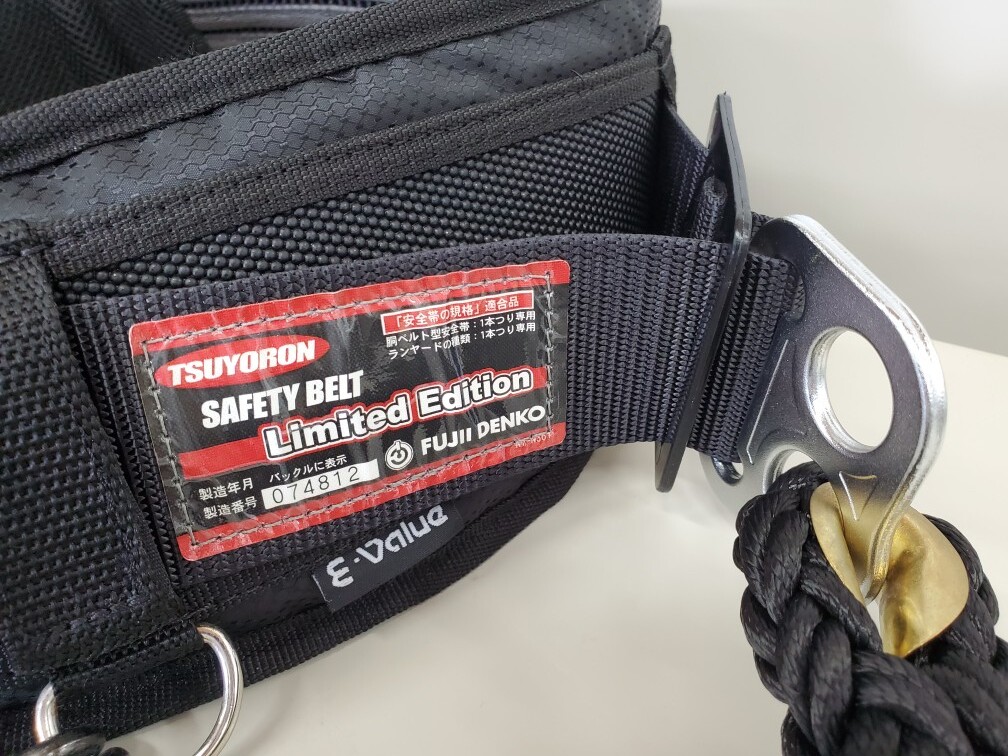 「安全帯の規格」適合品
胴ベルト型安全帯：1本つり専用
ランヤードの種類：1本つり専用
TSUYORON
SAFETY BELT
Limited Edition
FUJII DENKO
製造年月 バックルに表示
製造番号 074812
E·Value